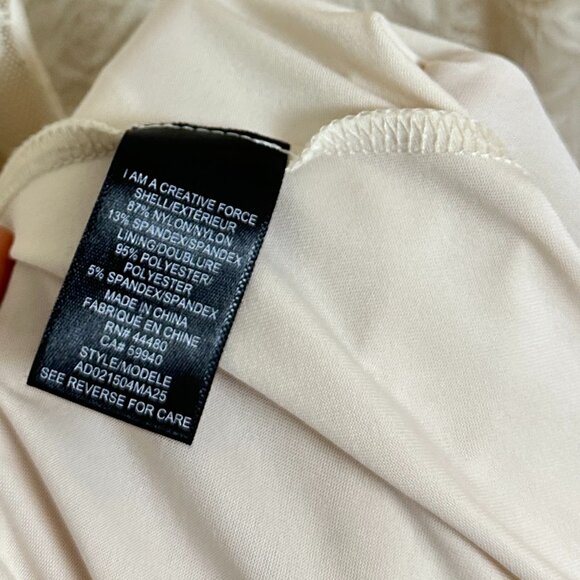 I AM A CREATIVE FORCE
SHELL/EXTÉRIEUR
87% NYLON/NYLON
13% SPANDEX/SPANDEX
LINING/DOUBLURE
95% POLYESTER/
POLYESTER
5% SPANDEX/SPANDEX
MADE IN CHINA
FABRIQUÉ EN CHINE
RN# 44480
CA# 59940
STYLE/MODELE
AD021504MA25
SEE REVERSE FOR CARE